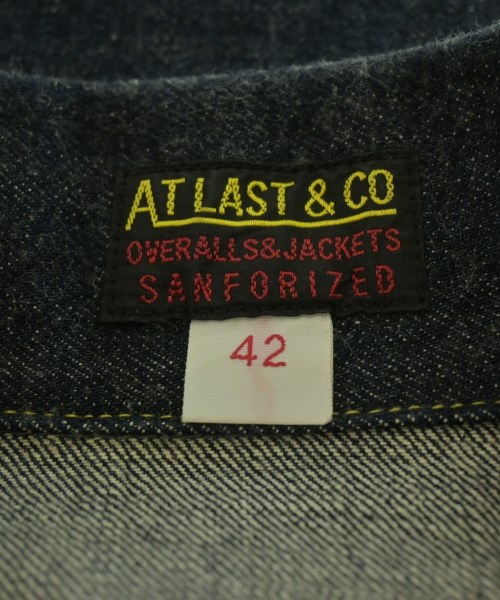 AT LAST & CO
OVERALLS&JACKETS
SANFORIZED
42